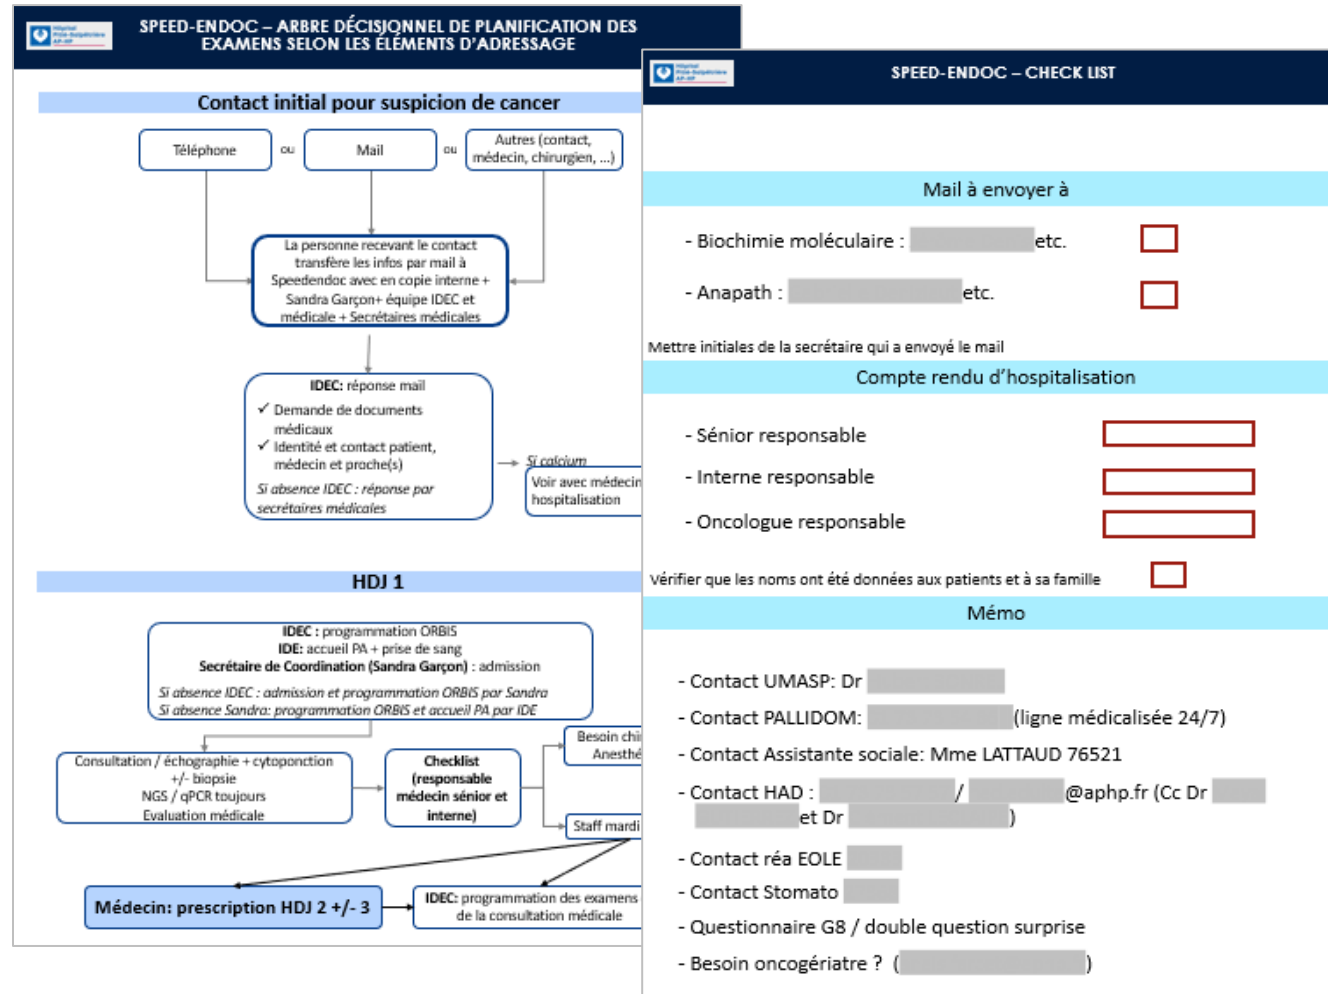 SPEED-ENDOC – ARBRE DÉCISIONNEL DE PLANIFICATION DES
EXAMENS SELON LES ÉLÉMENTS D'ADRESSAGE
Contact initial pour suspicion de cancer
Téléphone
ou
Mail
ou
Autres (contact,
médecin, chirurgien, ...)
La personne recevant le contact
transfère les infos par mail à
Speedendoc avec en copie interne +
Sandra Garçon+ équipe IDEC et
médicale + Secrétaires médicales
IDEC: réponse mail
✓ Demande de documents
médicaux
✓ Identité et contact patient,
médecin et proche(s)
Si absence IDEC : réponse par
secrétaires médicales
Si calcium
Voir avec médecin
hospitalisation
HDJ 1
IDEC : programmation ORBIS
IDE: accueil PA + prise de sang
Secrétaire de Coordination (Sandra Garçon) : admission
Si absence IDEC : admission et programmation ORBIS par Sandra
Si absence Sandra: programmation ORBIS et accueil PA par IDE
Consultation / échographie + cytoponction
+/- biopsie
NGS / qPCR toujours
Evaluation médicale
Checklist
(responsable
médecin sénior et
interne)
Besoin chi
Anesthé
Staff mardi
Médecin: prescription HDJ 2 +/- 3
IDEC: programmation des examens
de la consultation médicale
SPEED-ENDOC – CHECK LIST
Mail à envoyer à
- Biochimie moléculaire : etc.
- Anapath : etc.
Mettre initiales de la secrétaire qui a envoyé le mail
Compte rendu d'hospitalisation
- Sénior responsable
- Interne responsable
- Oncologue responsable
Vérifier que les noms ont été données aux patients et à sa famille
Mémo
- Contact UMASP: Dr
- Contact PALLIDOM: (ligne médicalisée 24/7)
- Contact Assistante sociale: Mme LATTAUD 76521
- Contact HAD : / @aphp.fr (Cc Dr
et Dr )
- Contact réa EOLE
- Contact Stomato
- Questionnaire G8 / double question surprise
- Besoin oncogériatre ? ( )